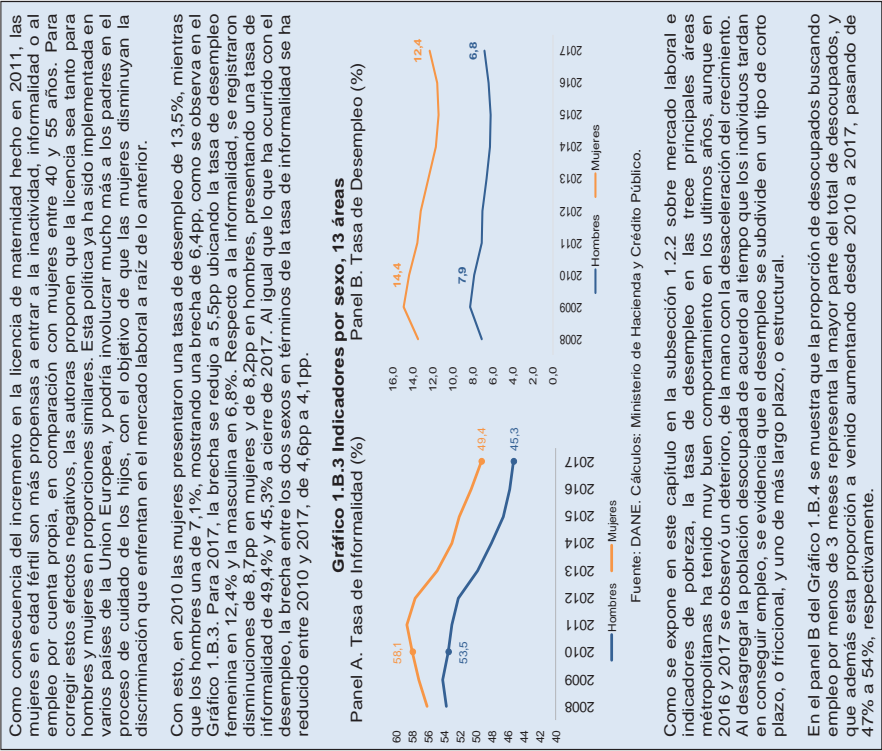 Como consecuencia del incremento en la licencia de maternidad hecho en 2011, las
mujeres en edad fértil son más propensas a entrar a la inactividad, informalidad o al
empleo por cuenta propia, en comparación con mujeres entre 40 y 55 años. Para
corregir estos efectos negativos, las autoras proponen que la licencia sea tanto para
hombres y mujeres en proporciones similares. Esta política ya ha sido implementada en
varios países de la Union Europea, y podría involucrar mucho más a los padres en el
proceso de cuidado de los hijos, con el objetivo de que las mujeres disminuyan la
discriminación que enfrentan en el mercado laboral a raíz de lo anterior.
Con esto, en 2010 las mujeres presentaron una tasa de desempleo de 13,5%, mientras
que los hombres una de 7,1%, mostrando una brecha de 6,4pp, como se observa en el
Gráfico 1.B.3. Para 2017, la brecha se redujo a 5,5pp ubicando la tasa de desempleo
femenina en 12,4% y la masculina en 6,8%. Respecto a la informalidad, se registraron
disminuciones de 8,7pp en mujeres y de 8,2pp en hombres, presentando una tasa de
informalidad de 49,4% y 45,3% a cierre de 2017. Al igual que lo que ha ocurrido con el
desempleo, la brecha entre los dos sexos en términos de la tasa de informalidad se ha
reducido entre 2010 y 2017, de 4,6pp a 4,1pp.
Gráfico 1.B.3 Indicadores por sexo, 13 áreas
Panel A. Tasa de Informalidad (%)
60
58
56
54
52
50
48
46
44
42
40
58,1
53,5
49,4
45,3
2008 2009 2010 2011 2012 2013 2014 2015 2016 2017
Hombres Mujeres
Panel B. Tasa de Desempleo (%)
16,0
14,0
12,0
10,0
8,0
6,0
4,0
2,0
0,0
14,4
7,9
12,4
6,8
2008 2009 2010 2011 2012 2013 2014 2015 2016 2017
Hombres Mujeres
Fuente: DANE. Cálculos: Ministerio de Hacienda y Crédito Público.
Como se expone en este capítulo en la subsección 1.2.2 sobre mercado laboral e
indicadores de pobreza, la tasa de desempleo en las trece principales áreas
métropolitanas ha tenido muy buen comportamiento en los ultimos años, aunque en
2016 y 2017 se observó un deterioro, de la mano con la desaceleración del crecimiento.
Al desagregar la población desocupada de acuerdo al tiempo que los individuos tardan
en conseguir empleo, se evidencia que el desempleo se subdivide en un tipo de corto
plazo, o friccional, y uno de más largo plazo, o estructural.
En el panel B del Gráfico 1.B.4 se muestra que la proporción de desocupados buscando
empleo por menos de 3 meses representa la mayor parte del total de desocupados, y
que además esta proporción a venido aumentando desde 2010 a 2017, pasando de
47% a 54%, respectivamente.